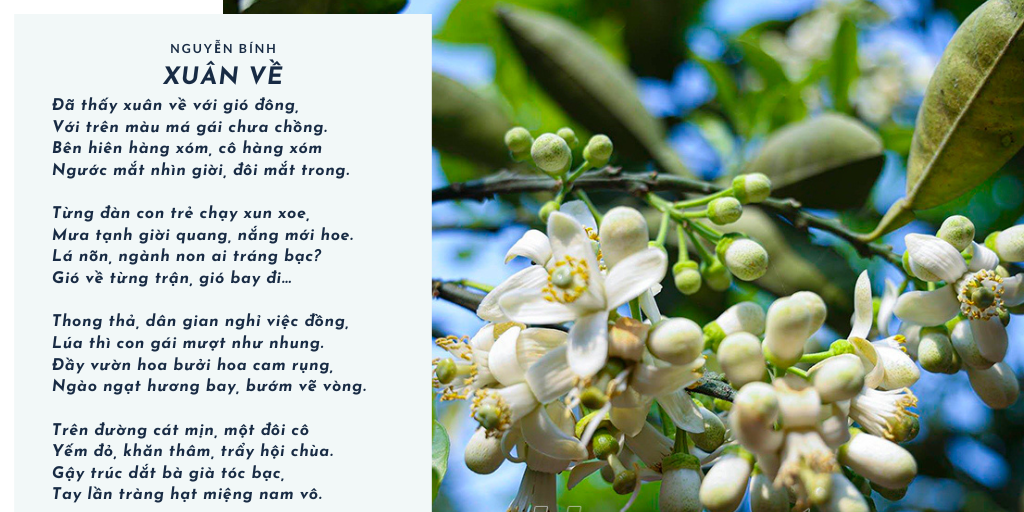 NGUYỄN BÍNH
XUÂN VỀ
Đã thấy xuân về với gió đông,
Với trên màu má gái chưa chồng.
Bên hiên hàng xóm, cô hàng xóm
Ngước mắt nhìn giời, đôi mắt trong.
Từng đàn con trẻ chạy xun xoe,
Mưa tạnh giời quang, nắng mới hoe.
Lá nõn, ngành non ai tráng bạc?
Gió về từng trận, gió bay đi...
Thong thả, dân gian nghỉ việc đồng,
Lúa thì con gái mượt như nhung.
Đầy vườn hoa bưởi hoa cam rụng,
Ngào ngạt hương bay, bướm vẽ vòng.
Trên đường cát mịn, một đôi cô
Yếm đỏ, khăn thâm, trẩy hội chùa.
Gậy trúc dắt bà già tóc bạc,
Tay lần tràng hạt miệng nam vô.